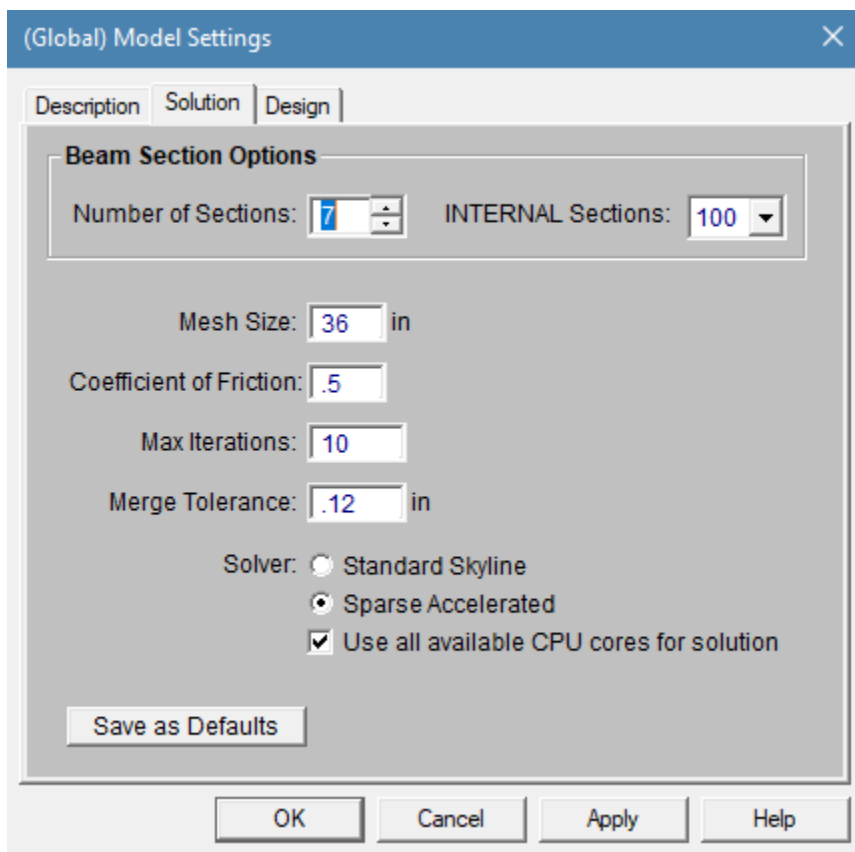 (Global) Model Settings
Description Solution Design
Beam Section Options
Number of Sections: 7 INTERNAL Sections: 100
Mesh Size: 36 in
Coefficient of Friction: .5
Max Iterations: 10
Merge Tolerance: .12 in
Solver: Standard Skyline
Sparse Accelerated
Use all available CPU cores for solution
Save as Defaults
OK Cancel Apply Help